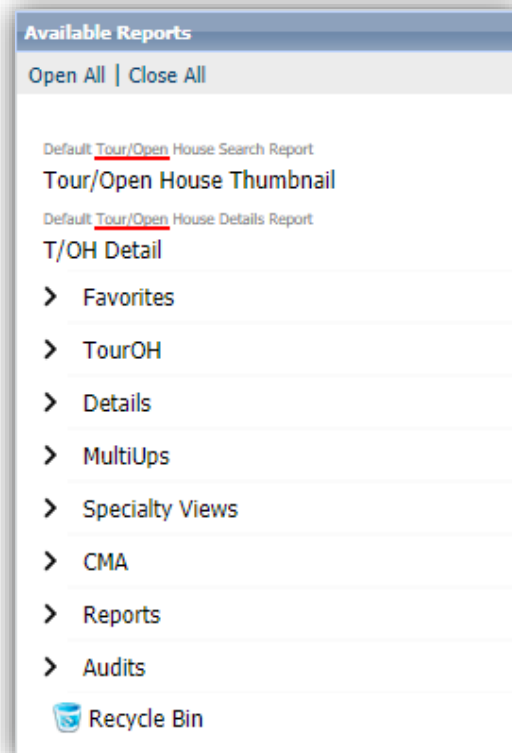 Available Reports
Open All | Close All
Default Tour/Open House Search Report
Tour/Open House Thumbnail
Default Tour/Open House Details Report
T/OH Detail
Favorites
TourOH
Details
MultiUps
Specialty Views
CMA
Reports
Audits
Recycle Bin